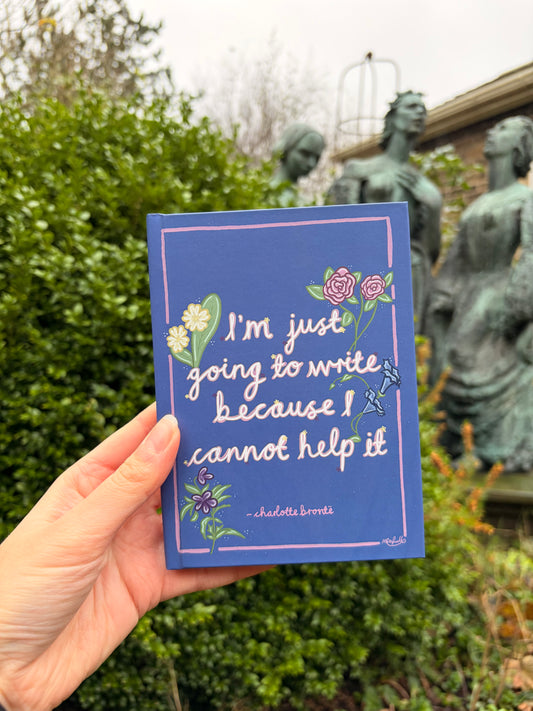 I'm just
going to write
because I
cannot help it
- charlotte brontë